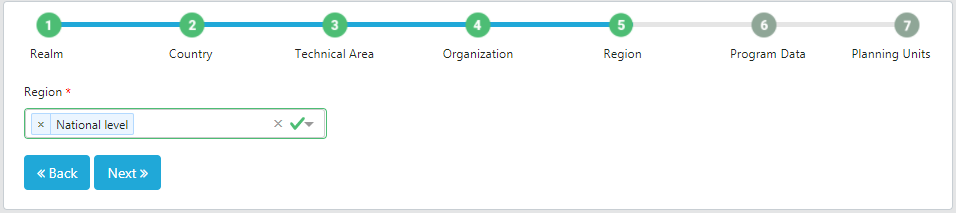 1 2 3 4 5 6 7
Realm Country Technical Area Organization Region Program Data Planning Units
Region *
× National level ×
« Back Next »